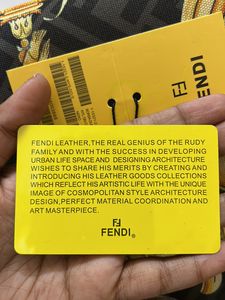 FENDI
FENDI LEATHER,THE REAL GENIUS OF THE RUDY
FAMILY AND WITH THE SUCCESS IN DEVELOPING
URBAN LIFE SPACE AND DESIGNING ARCHITECTURE
WISHES TO SHARE HIS MERITS BY CREATING AND
INTRODUCING HIS LEATHER GOODS COLLECTIONS
WHICH REFLECT HIS ARTISTIC LIFE WITH THE UNIQUE
IMAGE OF COSMOPOLITAN STYLE ARCHITECTURE
DESIGN,PERFECT MATERIAL COORDINATION AND
ART MASTERPIECE.
FENDI®